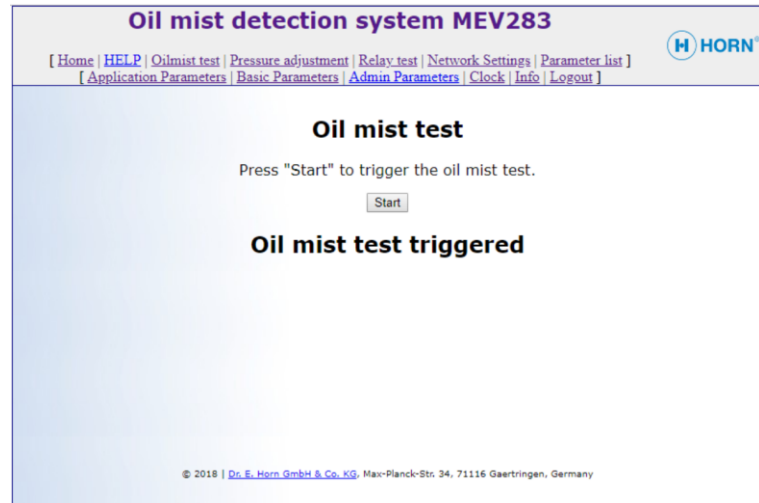 Oil mist detection system MEV283
HORN®
[ Home | HELP | Oilmist test | Pressure adjustment | Relay test | Network Settings | Parameter list ]
[ Application Parameters | Basic Parameters | Admin Parameters | Clock | Info | Logout ]
Oil mist test
Press "Start" to trigger the oil mist test.
Start
Oil mist test triggered
© 2018 | Dr. E. Horn GmbH & Co. KG, Max-Planck-Str. 34, 71116 Gaertringen, Germany